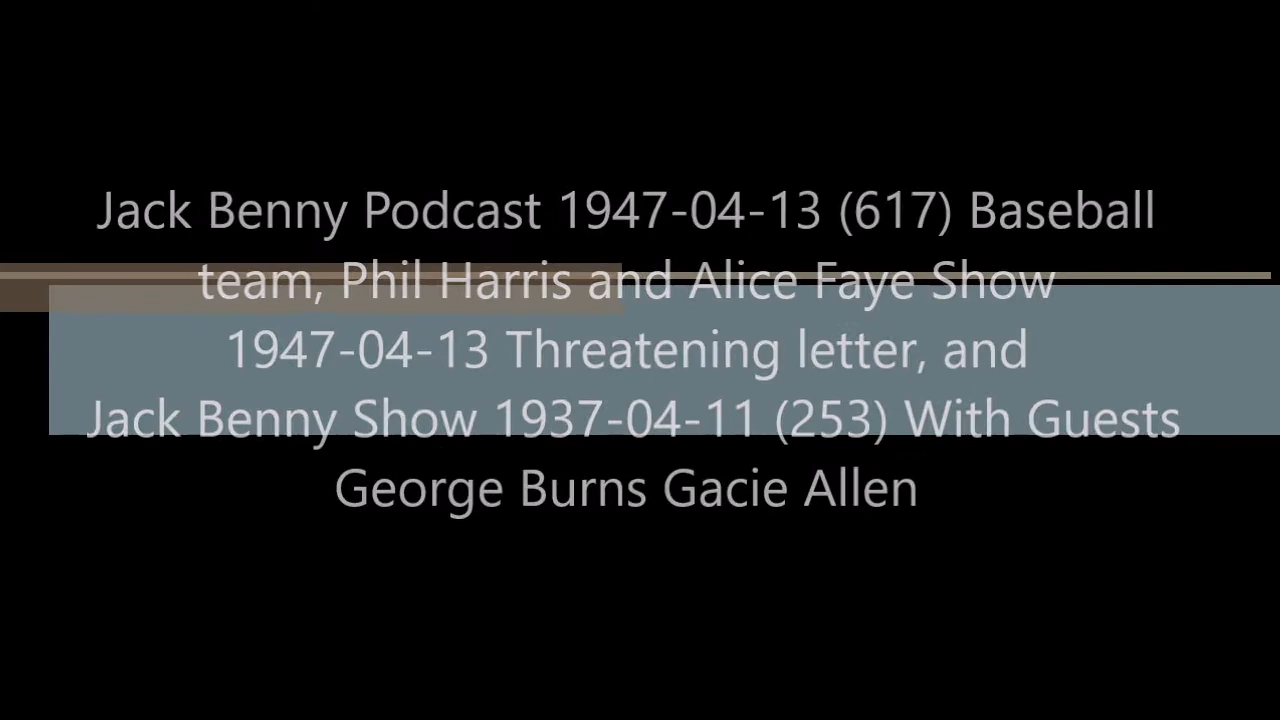 Jack Benny Podcast 1947-04-13 (617) Baseball
team, Phil Harris and Alice Faye Show
1947-04-13 Threatening letter, and
Jack Benny Show 1937-04-11 (253) With Guests
George Burns Gacie Allen